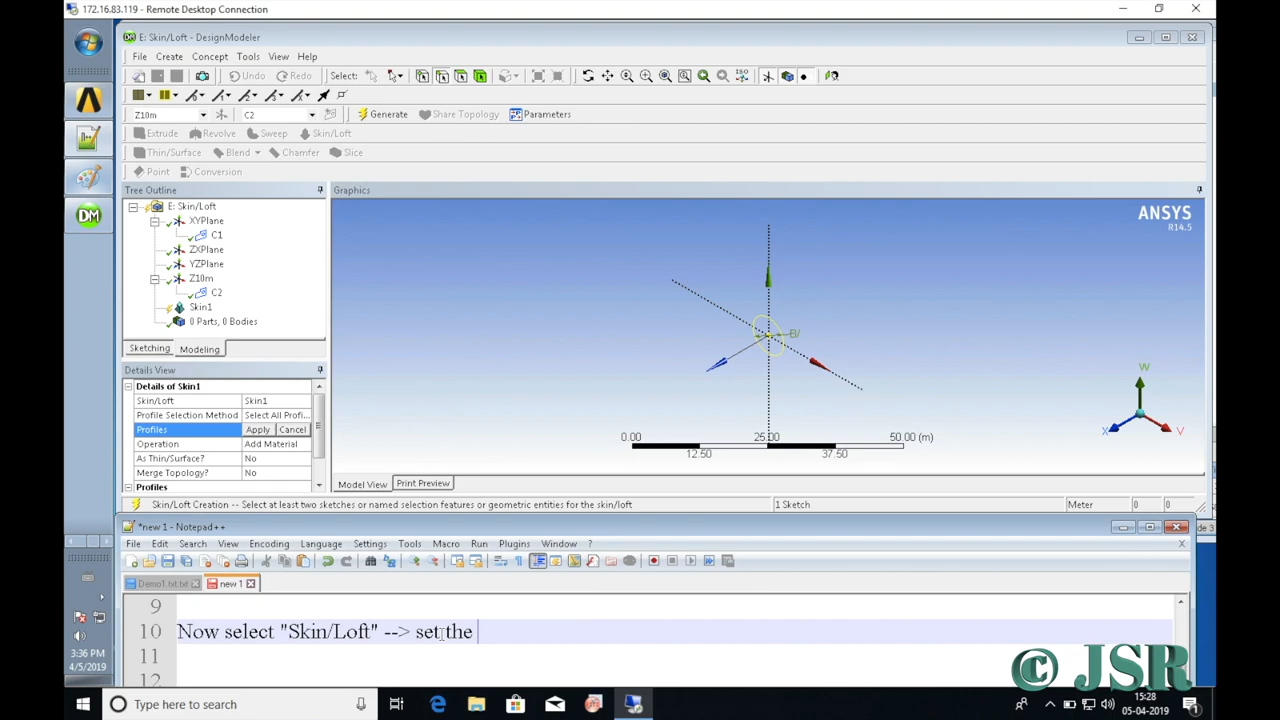 172.16.83.119 - Remote Desktop Connection
E: Skin/Loft - DesignModeler
File Create Concept Tools View Help
Undo Redo Select:
Z10m C2 Generate Share Topology Parameters
Extrude Revolve Sweep Skin/Loft
Thin/Surface Blend Chamfer Slice
Point Conversion
Tree Outline
E: Skin/Loft
XYPlane
C1
ZXPlane
YZPlane
Z10m
C2
Skin1
0 Parts, 0 Bodies
Sketching Modeling
Details View
Details of Skin1
Skin/Loft Skin1
Profile Selection Method Select All Profi...
Profiles Apply Cancel
Operation Add Material
As Thin/Surface? No
Merge Topology? No
Profiles
Graphics
ANSYS
R14.5
B/
0.00 25.00 50.00 (m)
12.50 37.50
W
X
V
Model View Print Preview
Skin/Loft Creation -- Select at least two sketches or named selection features or geometric entities for the skin/loft 1 Sketch Meter 0 0
*new 1 - Notepad++
File Edit Search View Encoding Language Settings Tools Macro Run Plugins Window ? X
Demo1.txt.txt new 1
9
10 Now select "Skin/Loft" --> set the
11
12
3:36 PM
4/5/2019
© JSR
Type here to search
15:28
05-04-2019